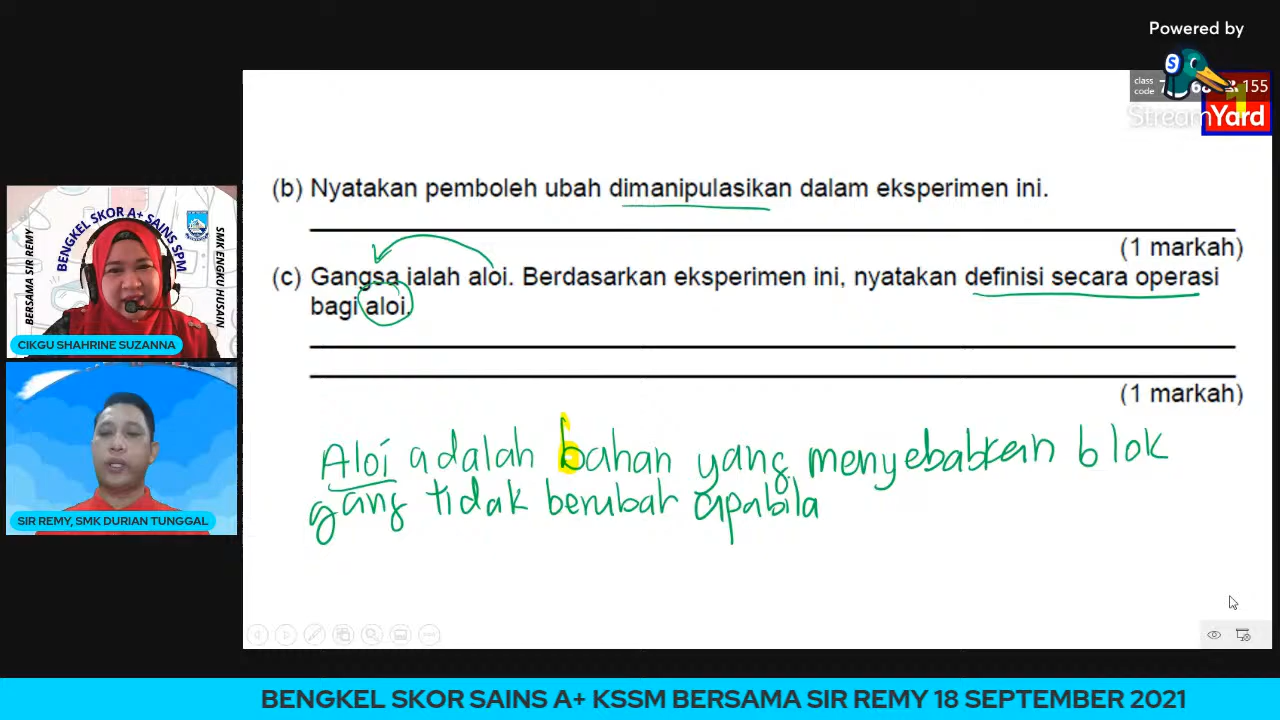 Powered by
class code
155
StreamYard
(b) Nyatakan pemboleh ubah dimanipulasikan dalam eksperimen ini.
(1 markah)
(c) Gangsa ialah aloi. Berdasarkan eksperimen ini, nyatakan definisi secara operasi
bagi aloi.
(1 markah)
Aloi adalah bahan yang menyebabkan blok
yang tidak berubah apabila
BENGKEL SKOR A+ SAINS SPM
BERSAMA SIR REMY
SMK ENGKU HUSAIN
CIKGU SHAHRINE SUZANNA
SIR REMY, SMK DURIAN TUNGGAL
BENGKEL SKOR SAINS A+ KSSM BERSAMA SIR REMY 18 SEPTEMBER 2021